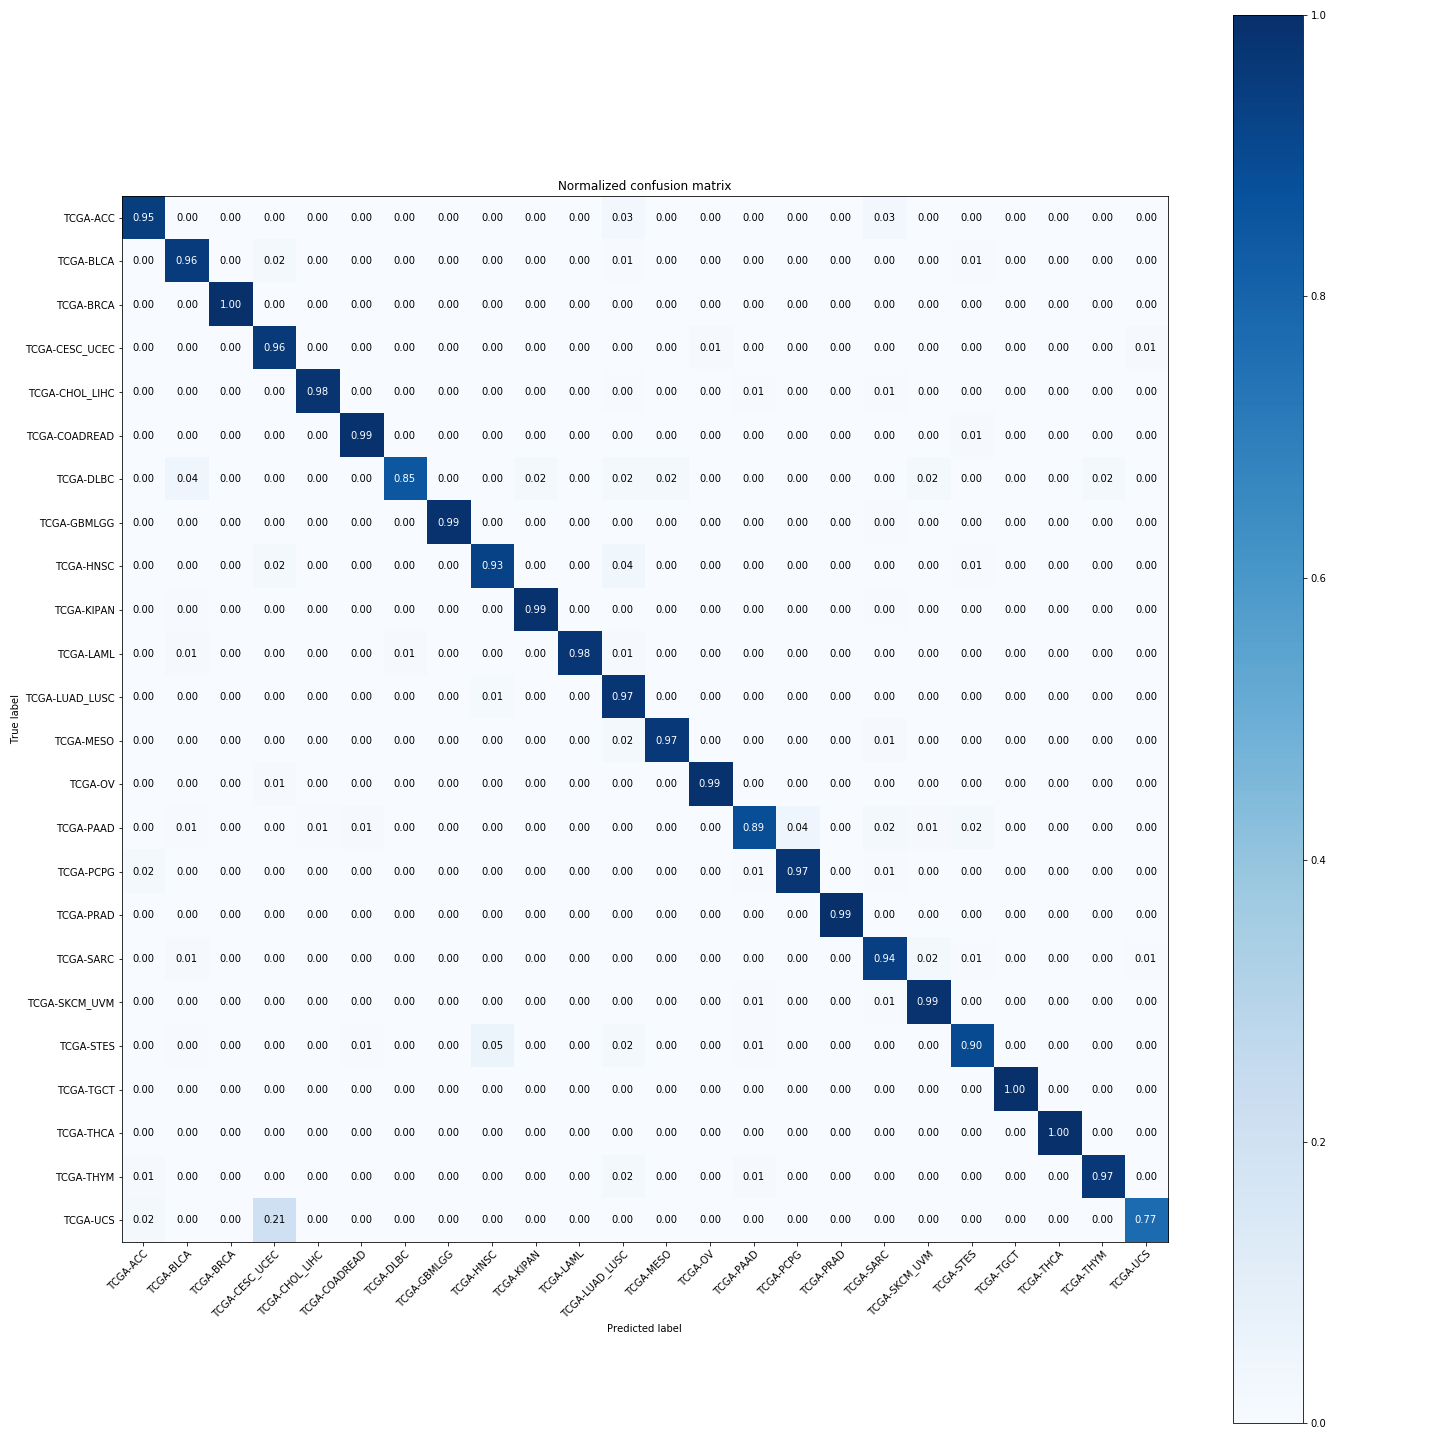 Normalized confusion matrix
TCGA-ACC 0.95 0.00 0.00 0.00 0.00 0.00 0.00 0.00 0.00 0.00 0.00 0.03 0.00 0.00 0.00 0.00 0.00 0.03 0.00 0.00 0.00 0.00 0.00 0.00
TCGA-BLCA 0.00 0.96 0.00 0.02 0.00 0.00 0.00 0.00 0.00 0.00 0.00 0.01 0.00 0.00 0.00 0.00 0.00 0.00 0.00 0.01 0.00 0.00 0.00 0.00
TCGA-BRCA 0.00 0.00 1.00 0.00 0.00 0.00 0.00 0.00 0.00 0.00 0.00 0.00 0.00 0.00 0.00 0.00 0.00 0.00 0.00 0.00 0.00 0.00 0.00 0.00
TCGA-CESC_UCEC 0.00 0.00 0.00 0.96 0.00 0.00 0.00 0.00 0.00 0.00 0.00 0.00 0.00 0.01 0.00 0.00 0.00 0.00 0.00 0.00 0.00 0.00 0.00 0.01
TCGA-CHOL_LIHC 0.00 0.00 0.00 0.00 0.98 0.00 0.00 0.00 0.00 0.00 0.00 0.00 0.00 0.00 0.01 0.00 0.00 0.01 0.00 0.00 0.00 0.00 0.00 0.00
TCGA-COADREAD 0.00 0.00 0.00 0.00 0.00 0.99 0.00 0.00 0.00 0.00 0.00 0.00 0.00 0.00 0.00 0.00 0.00 0.00 0.00 0.01 0.00 0.00 0.00 0.00
TCGA-DLBC 0.00 0.04 0.00 0.00 0.00 0.00 0.85 0.00 0.00 0.02 0.00 0.02 0.02 0.00 0.00 0.00 0.00 0.00 0.02 0.00 0.00 0.00 0.02 0.00
TCGA-GBMLGG 0.00 0.00 0.00 0.00 0.00 0.00 0.00 0.99 0.00 0.00 0.00 0.00 0.00 0.00 0.00 0.00 0.00 0.00 0.00 0.00 0.00 0.00 0.00 0.00
TCGA-HNSC 0.00 0.00 0.00 0.02 0.00 0.00 0.00 0.00 0.93 0.00 0.00 0.04 0.00 0.00 0.00 0.00 0.00 0.00 0.00 0.01 0.00 0.00 0.00 0.00
TCGA-KIPAN 0.00 0.00 0.00 0.00 0.00 0.00 0.00 0.00 0.00 0.99 0.00 0.00 0.00 0.00 0.00 0.00 0.00 0.00 0.00 0.00 0.00 0.00 0.00 0.00
TCGA-LAML 0.00 0.01 0.00 0.00 0.00 0.00 0.01 0.00 0.00 0.00 0.98 0.01 0.00 0.00 0.00 0.00 0.00 0.00 0.00 0.00 0.00 0.00 0.00 0.00
TCGA-LUAD_LUSC 0.00 0.00 0.00 0.00 0.00 0.00 0.00 0.00 0.01 0.00 0.00 0.97 0.00 0.00 0.00 0.00 0.00 0.00 0.00 0.00 0.00 0.00 0.00 0.00
TCGA-MESO 0.00 0.00 0.00 0.00 0.00 0.00 0.00 0.00 0.00 0.00 0.00 0.02 0.97 0.00 0.00 0.00 0.00 0.01 0.00 0.00 0.00 0.00 0.00 0.00
TCGA-OV 0.00 0.00 0.00 0.01 0.00 0.00 0.00 0.00 0.00 0.00 0.00 0.00 0.00 0.99 0.00 0.00 0.00 0.00 0.00 0.00 0.00 0.00 0.00 0.00
TCGA-PAAD 0.00 0.01 0.00 0.00 0.01 0.01 0.00 0.00 0.00 0.00 0.00 0.00 0.00 0.00 0.89 0.04 0.00 0.02 0.01 0.02 0.00 0.00 0.00 0.00
TCGA-PCPG 0.02 0.00 0.00 0.00 0.00 0.00 0.00 0.00 0.00 0.00 0.00 0.00 0.00 0.00 0.01 0.97 0.00 0.01 0.00 0.00 0.00 0.00 0.00 0.00
TCGA-PRAD 0.00 0.00 0.00 0.00 0.00 0.00 0.00 0.00 0.00 0.00 0.00 0.00 0.00 0.00 0.00 0.00 0.99 0.00 0.00 0.00 0.00 0.00 0.00 0.00
TCGA-SARC 0.00 0.01 0.00 0.00 0.00 0.00 0.00 0.00 0.00 0.00 0.00 0.00 0.00 0.00 0.00 0.00 0.00 0.94 0.02 0.01 0.00 0.00 0.00 0.01
TCGA-SKCM_UVM 0.00 0.00 0.00 0.00 0.00 0.00 0.00 0.00 0.00 0.00 0.00 0.00 0.00 0.00 0.01 0.00 0.00 0.01 0.99 0.00 0.00 0.00 0.00 0.00
TCGA-STES 0.00 0.00 0.00 0.00 0.00 0.01 0.00 0.00 0.05 0.00 0.00 0.02 0.00 0.00 0.01 0.00 0.00 0.00 0.00 0.90 0.00 0.00 0.00 0.00
TCGA-TGCT 0.00 0.00 0.00 0.00 0.00 0.00 0.00 0.00 0.00 0.00 0.00 0.00 0.00 0.00 0.00 0.00 0.00 0.00 0.00 0.00 1.00 0.00 0.00 0.00
TCGA-THCA 0.00 0.00 0.00 0.00 0.00 0.00 0.00 0.00 0.00 0.00 0.00 0.00 0.00 0.00 0.00 0.00 0.00 0.00 0.00 0.00 0.00 1.00 0.00 0.00
TCGA-THYM 0.01 0.00 0.00 0.00 0.00 0.00 0.00 0.00 0.00 0.00 0.00 0.02 0.00 0.00 0.01 0.00 0.00 0.00 0.00 0.00 0.00 0.00 0.97 0.00
TCGA-UCS 0.02 0.00 0.00 0.21 0.00 0.00 0.00 0.00 0.00 0.00 0.00 0.00 0.00 0.00 0.00 0.00 0.00 0.00 0.00 0.00 0.00 0.00 0.00 0.77
True label
TCGA-ACC TCGA-BLCA TCGA-BRCA TCGA-CESC_UCEC TCGA-CHOL_LIHC TCGA-COADREAD TCGA-DLBC TCGA-GBMLGG TCGA-HNSC TCGA-KIPAN TCGA-LAML TCGA-LUAD_LUSC TCGA-MESO TCGA-OV TCGA-PAAD TCGA-PCPG TCGA-PRAD TCGA-SARC TCGA-SKCM_UVM TCGA-STES TCGA-TGCT TCGA-THCA TCGA-THYM TCGA-UCS
Predicted label
1.0
0.8
0.6
0.4
0.2
0.0